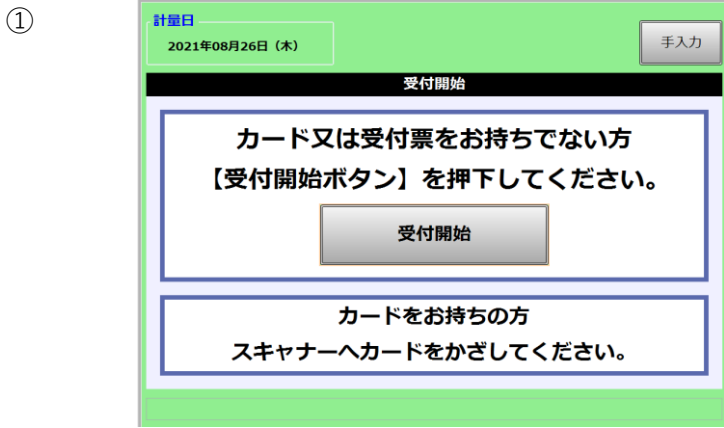 ①
計量日
2021年08月26日（木）
手入力
受付開始
カード又は受付票をお持ちでない方
【受付開始ボタン】を押下してください。
受付開始
カードをお持ちの方
スキャナーへカードをかざしてください。